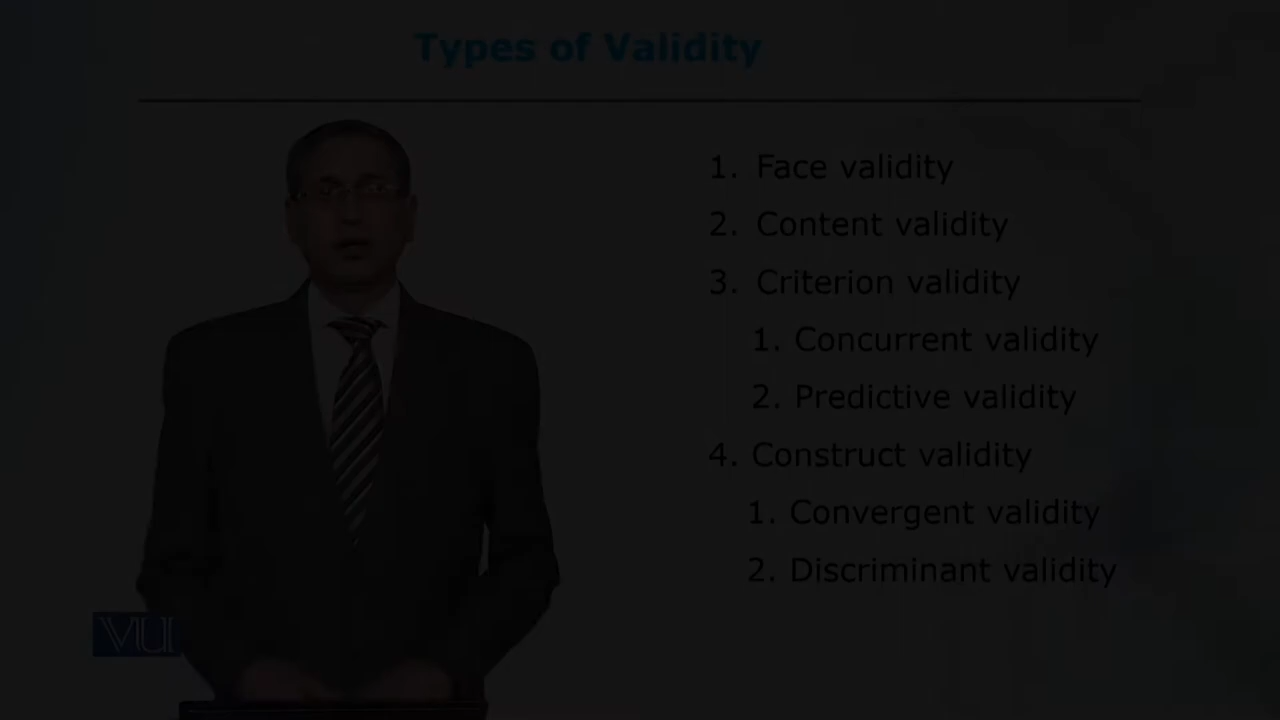 Types of Validity
1. Face validity
2. Content validity
3. Criterion validity
1. Concurrent validity
2. Predictive validity
4. Construct validity
1. Convergent validity
2. Discriminant validity
VU